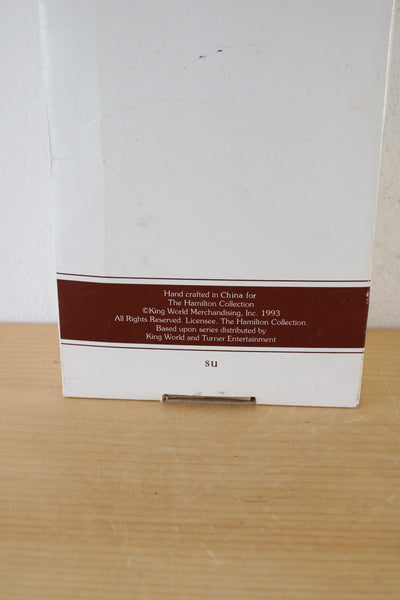 Hand crafted in China for
The Hamilton Collection
©King World Merchandising, Inc. 1993
All Rights Reserved. Licensee, The Hamilton Collection.
Based upon series distributed by
King World and Turner Entertainment
su